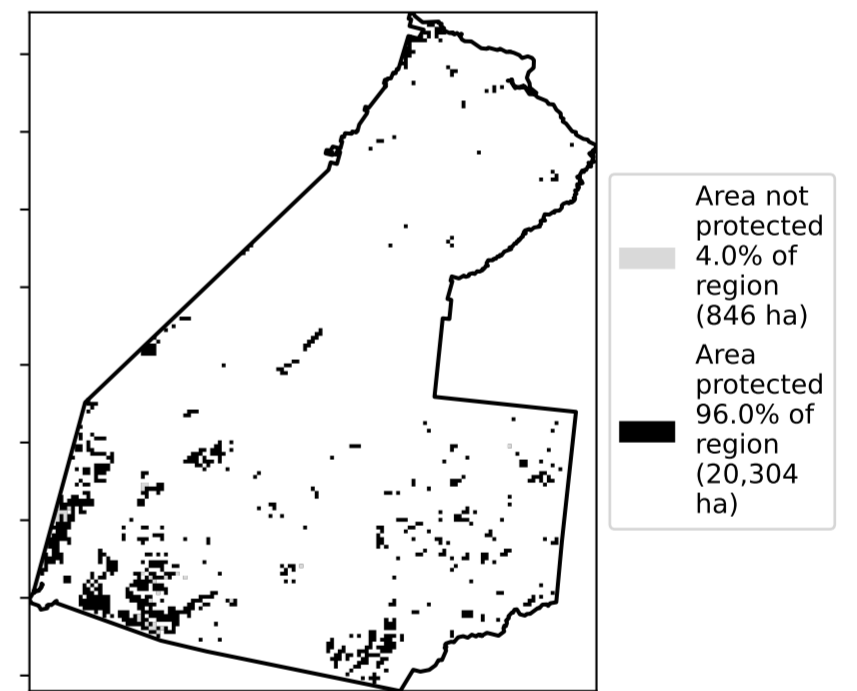 Area not
protected
4.0% of
region
(846 ha)
Area
protected
96.0% of
region
(20,304
ha)